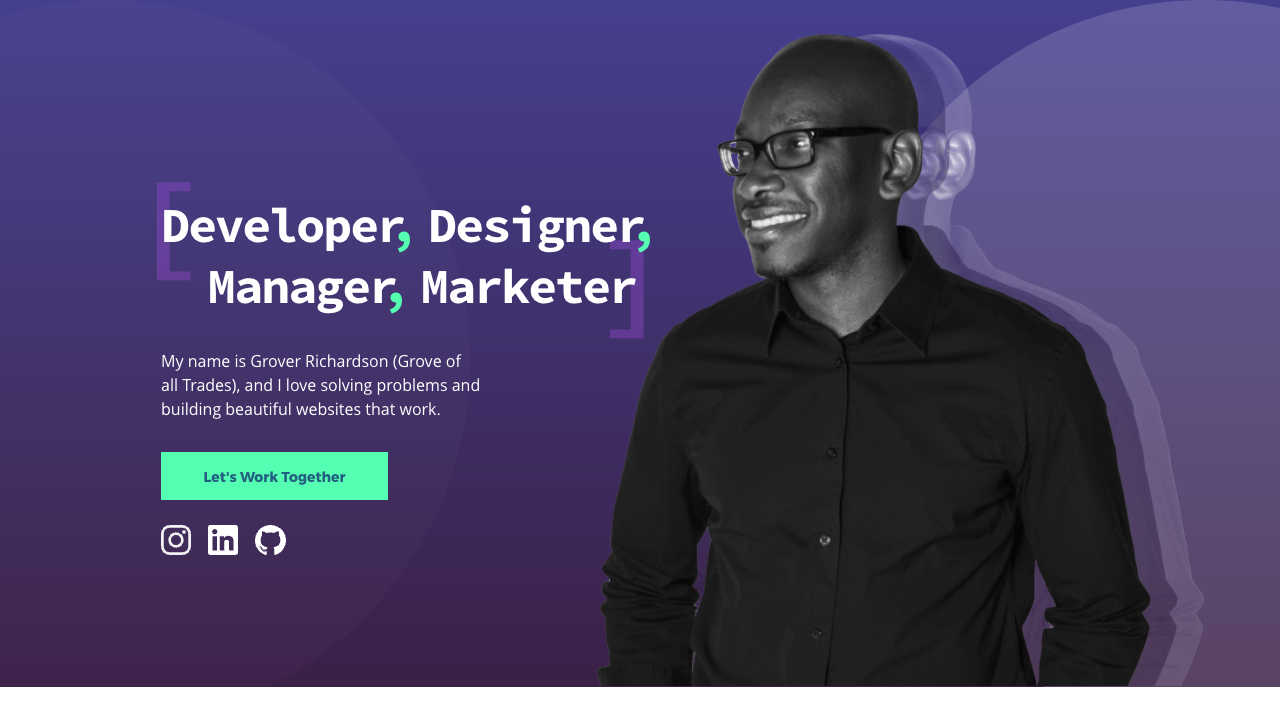 [Developer, Designer,
Manager, Marketer]
My name is Grover Richardson (Grove of
all Trades), and I love solving problems and
building beautiful websites that work.
Let's Work Together
in